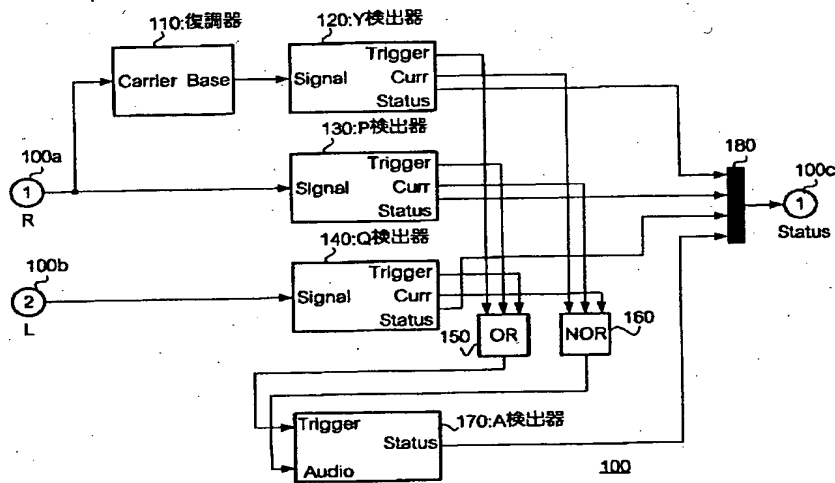 110:復調器
Carrier Base
120:Y検出器
Signal
Trigger
Curr
Status
100a
1
R
130:P検出器
Signal
Trigger
Curr
Status
180
100c
1
Status
100b
2
L
140:Q検出器
Signal
Trigger
Curr
Status
150
OR
NOR
160
170:A検出器
Trigger
Status
Audio
100